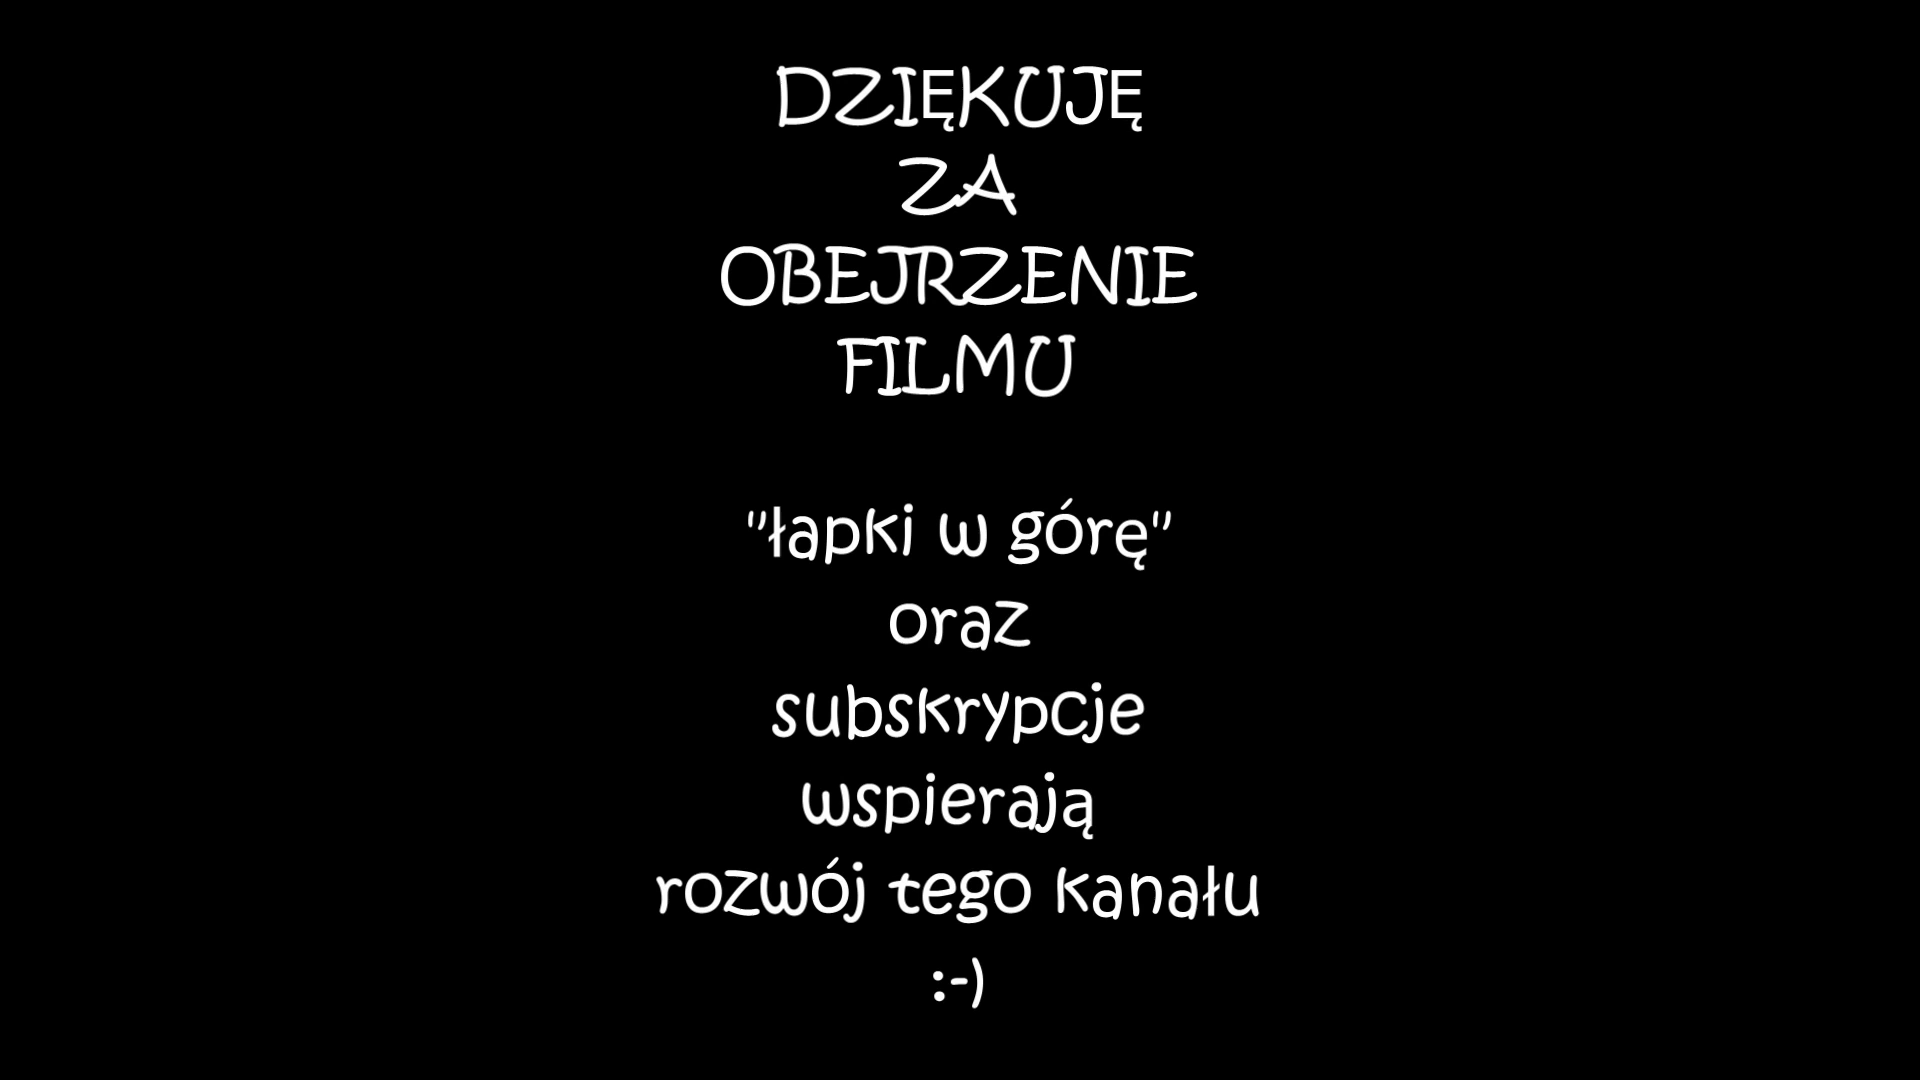 DZIĘKUJĘ
ZA
OBEJRZENIE
FILMU
"łapki w górę"
oraz
subskrypcje
wspierają
rozwój tego kanału
:-)